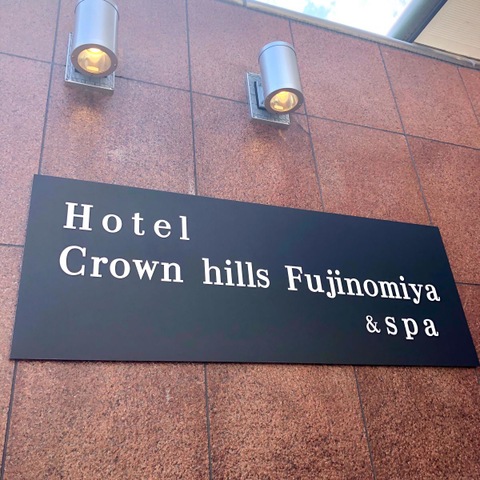 Hotel
Crown hills Fujinomiya
& spa